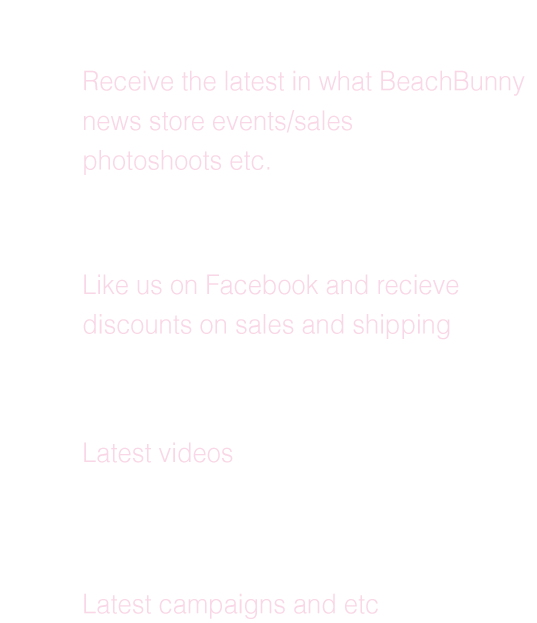 Receive the latest in what BeachBunny
news store events/sales
photoshoots etc.
Like us on Facebook and recieve
discounts on sales and shipping
Latest videos
Latest campaigns and etc